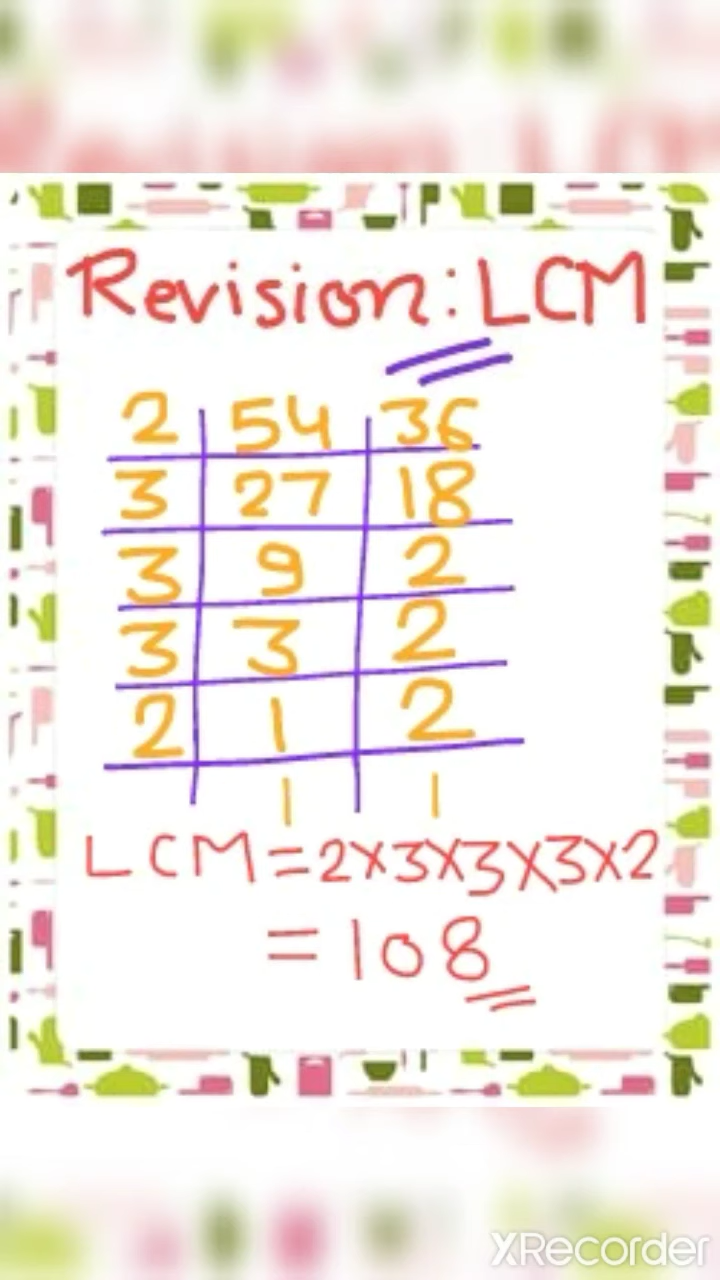 Revision: LCM
2 54 36
3 27 18
3 9 2
3 3 2
2 1 2
1 1
LCM = 2X3X3X3X2
= 108
XRecorder